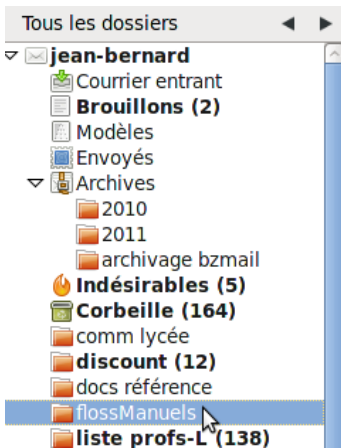 Tous les dossiers
jean-bernard
Courrier entrant
Brouillons (2)
Modèles
Envoyés
Archives
2010
2011
archivage bzmail
Indésirables (5)
Corbeille (164)
comm lycée
discount (12)
docs référence
flossManuels
liste profs-L (138)